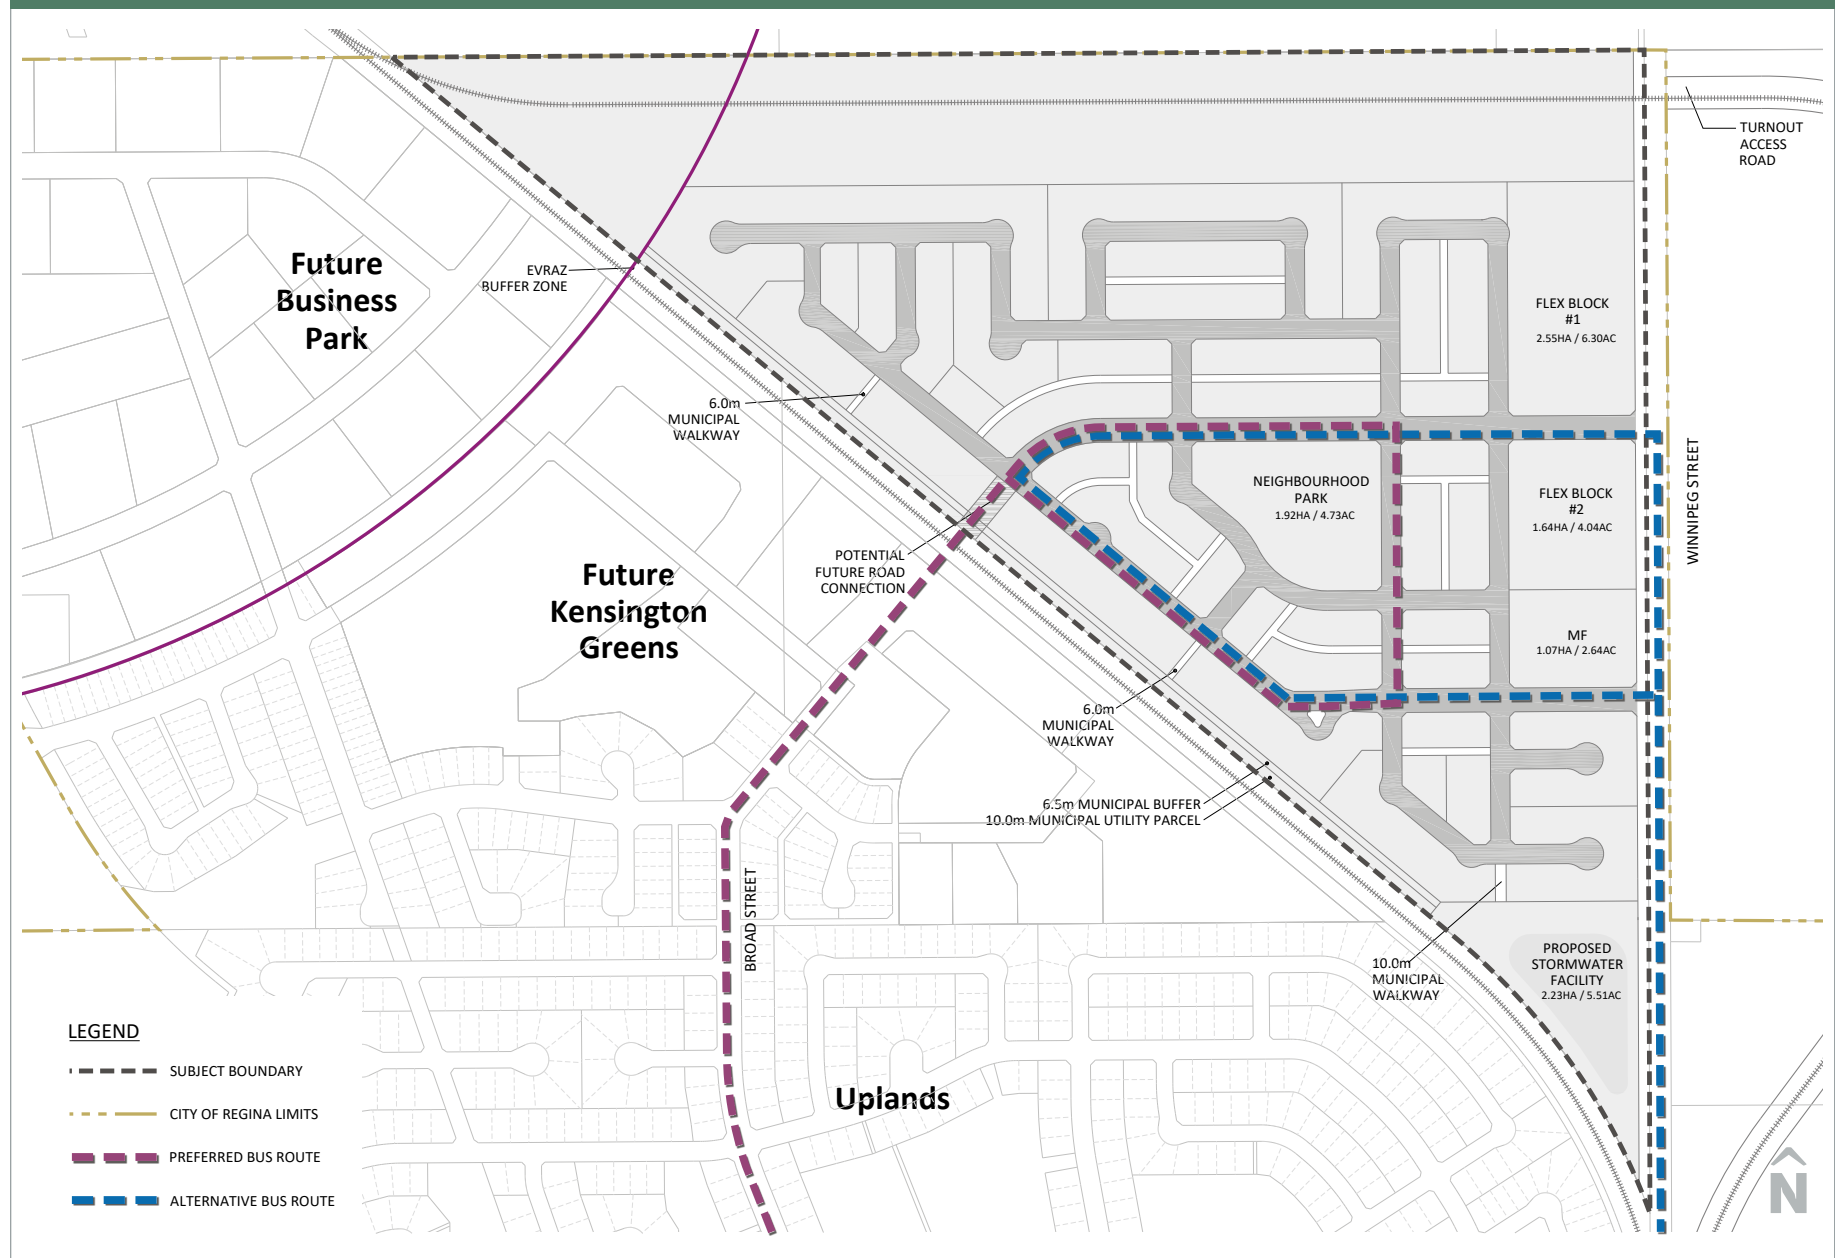 TURNOUT
ACCESS
ROAD
Future
Business
Park
EVRAZ
BUFFER ZONE
FLEX BLOCK
#1
2.55HA / 6.30AC
6.0m
MUNICIPAL
WALKWAY
WINNIPEG STREET
NEIGHBOURHOOD
PARK
1.92HA / 4.73AC
FLEX BLOCK
#2
1.64HA / 4.04AC
POTENTIAL
FUTURE ROAD
CONNECTION
Future
Kensington
Greens
MF
1.07HA / 2.64AC
6.0m
MUNICIPAL
WALKWAY
6.5m MUNICIPAL BUFFER
10.0m MUNICIPAL UTILITY PARCEL
BROAD STREET
10.0m
MUNICIPAL
WALKWAY
PROPOSED
STORMWATER
FACILITY
2.23HA / 5.51AC
Uplands
LEGEND
SUBJECT BOUNDARY
CITY OF REGINA LIMITS
PREFERRED BUS ROUTE
ALTERNATIVE BUS ROUTE
N